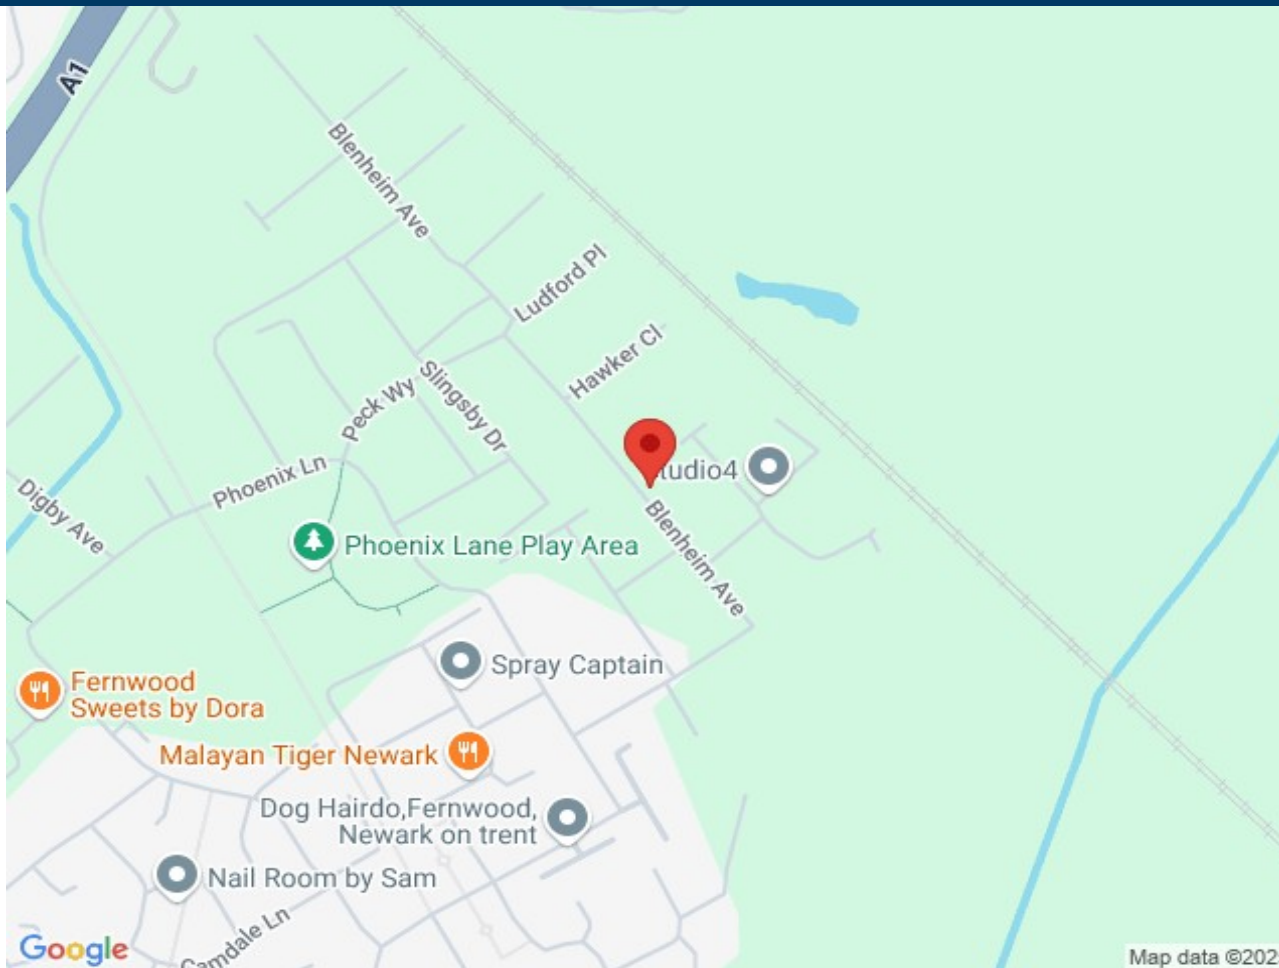 A1
Blenheim Ave
Ludford Pl
Hawker Cl
Slingsby Dr
Peck Wy
Phoenix Ln
Digby Ave
tudio4
Blenheim Ave
Phoenix Lane Play Area
Spray Captain
Fernwood
Sweets by Dora
Malayan Tiger Newark
Dog Hairdo,Fernwood,
Newark on trent
Nail Room by Sam
Camdale Ln
Google
Map data ©202